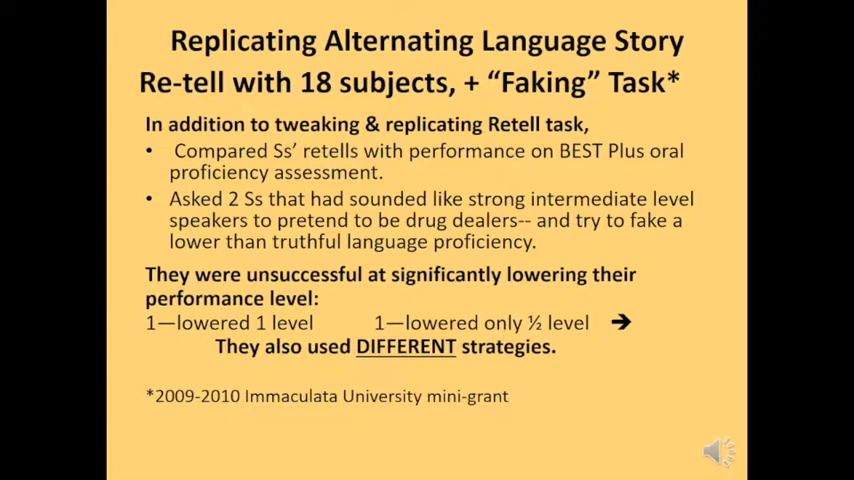 Replicating Alternating Language Story
Re-tell with 18 subjects, + “Faking” Task*
In addition to tweaking & replicating Retell task,
• Compared Ss’ retells with performance on BEST Plus oral
proficiency assessment.
• Asked 2 Ss that had sounded like strong intermediate level
speakers to pretend to be drug dealers-- and try to fake a
lower than truthful language proficiency.
They were unsuccessful at significantly lowering their
performance level:
1—lowered 1 level 1—lowered only ½ level ➔
They also used DIFFERENT strategies.
*2009-2010 Immaculata University mini-grant